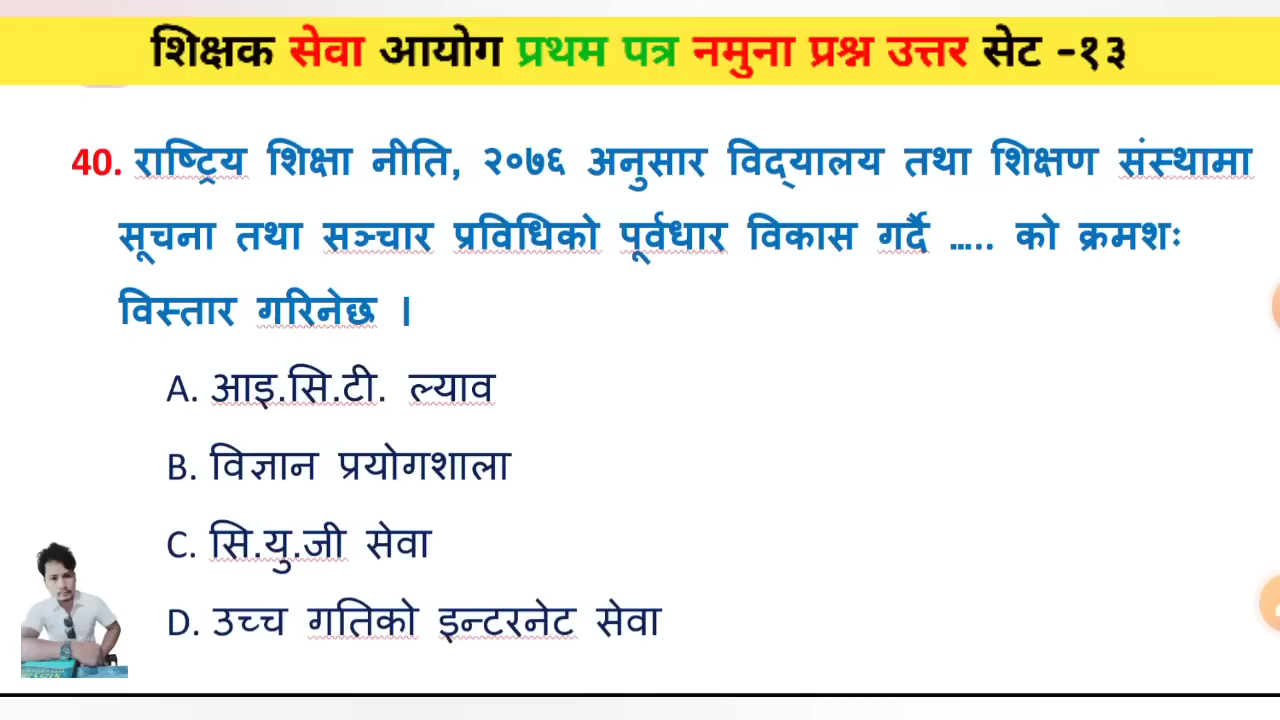 शिक्षक सेवा आयोग प्रथम पत्र नमुना प्रश्न उत्तर सेट -१३
40. राष्ट्रिय शिक्षा नीति, २०७६ अनुसार विद्यालय तथा शिक्षण संस्थामा
सूचना तथा सञ्चार प्रविधिको पूर्वधार विकास गर्दै ….. को क्रमशः
विस्तार गरिनेछ ।
A. आइ.सि.टी. ल्याव
B. विज्ञान प्रयोगशाला
C. सि.यु.जी सेवा
D. उच्च गतिको इन्टरनेट सेवा